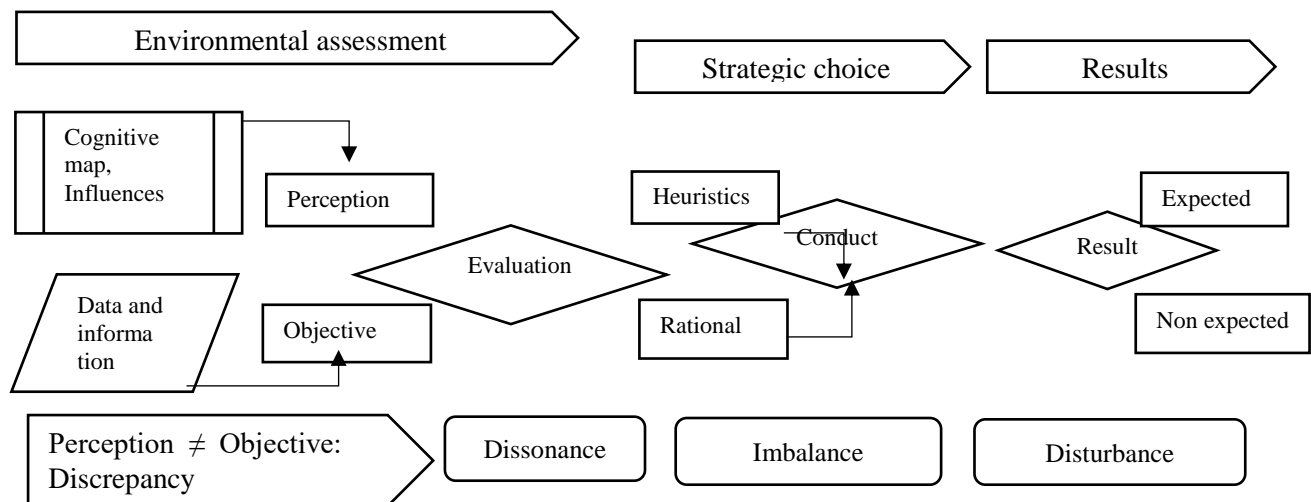 Environmental assessment
Strategic choice
Results
Cognitive
map,
Influences
Perception
Heuristics
Expected
Conduct
Result
Evaluation
Data and
informa
tion
Objective
Rational
Non expected
Perception ≠ Objective:
Discrepancy
Dissonance
Imbalance
Disturbance